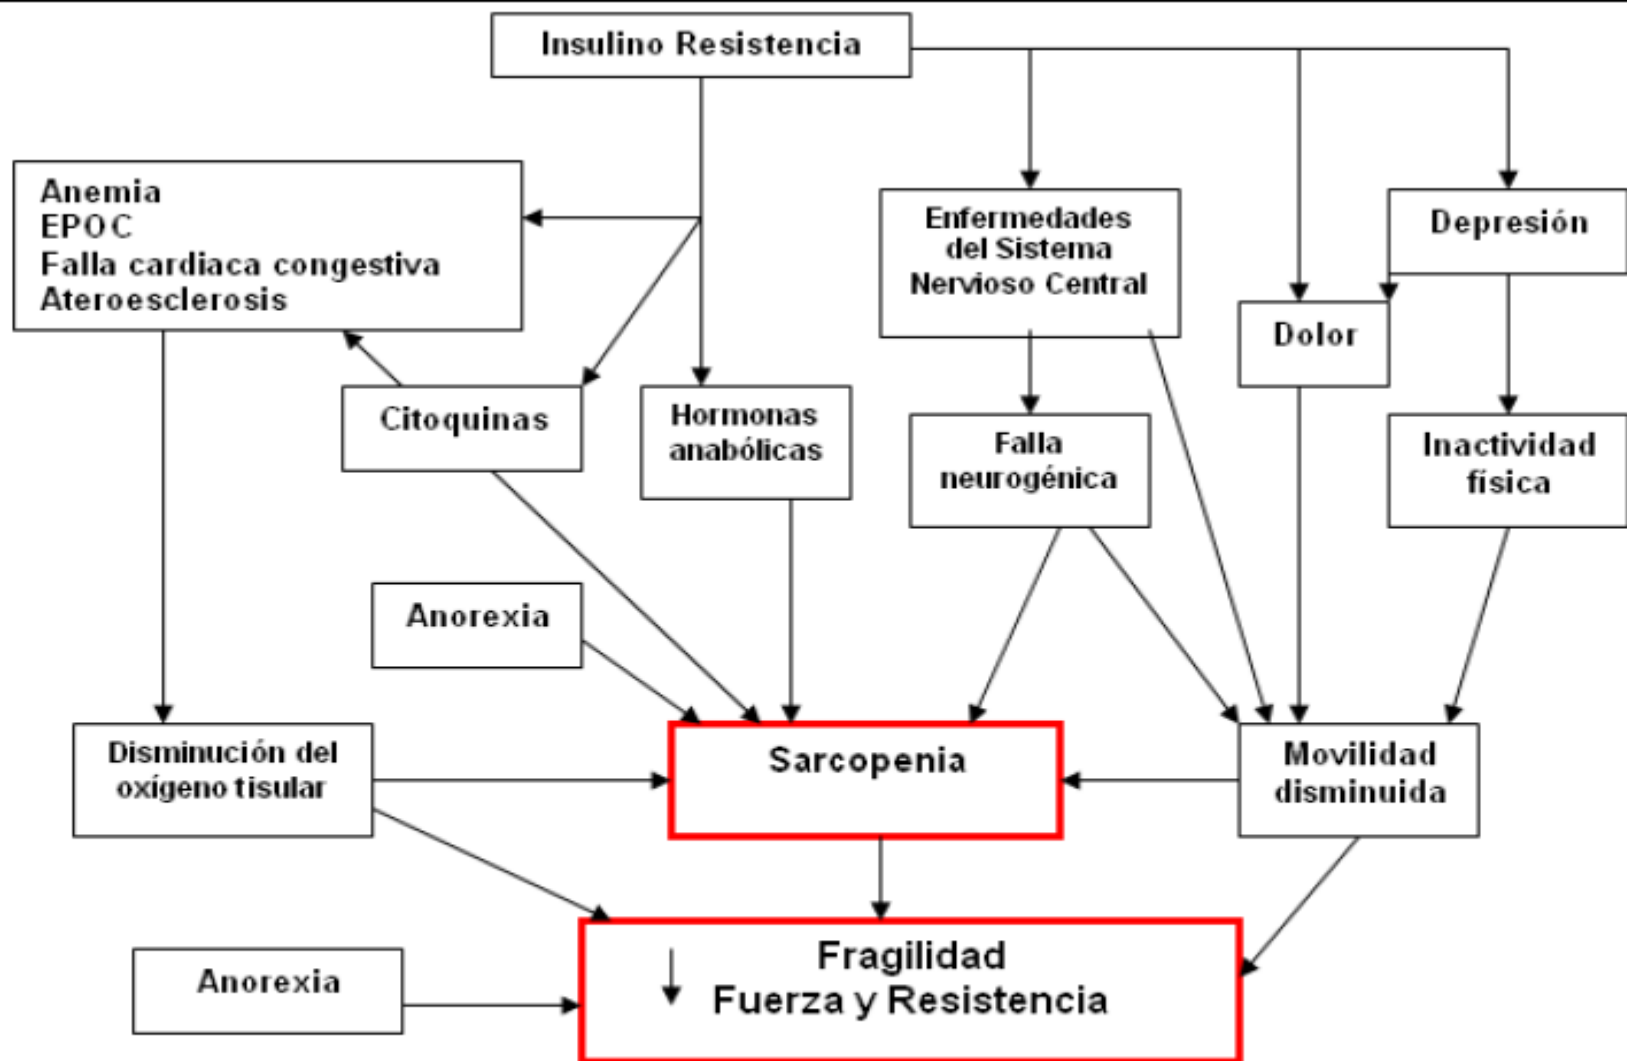 Insulino Resistencia
Anemia
EPOC
Falla cardiaca congestiva
Ateroesclerosis
Enfermedades
del Sistema
Nervioso Central
Depresión
Dolor
Citoquinas
Hormonas
anabólicas
Falla
neurogénica
Inactividad
física
Anorexia
Disminución del
oxígeno tisular
Sarcopenia
Movilidad
disminuida
Anorexia
Fragilidad
Fuerza y Resistencia